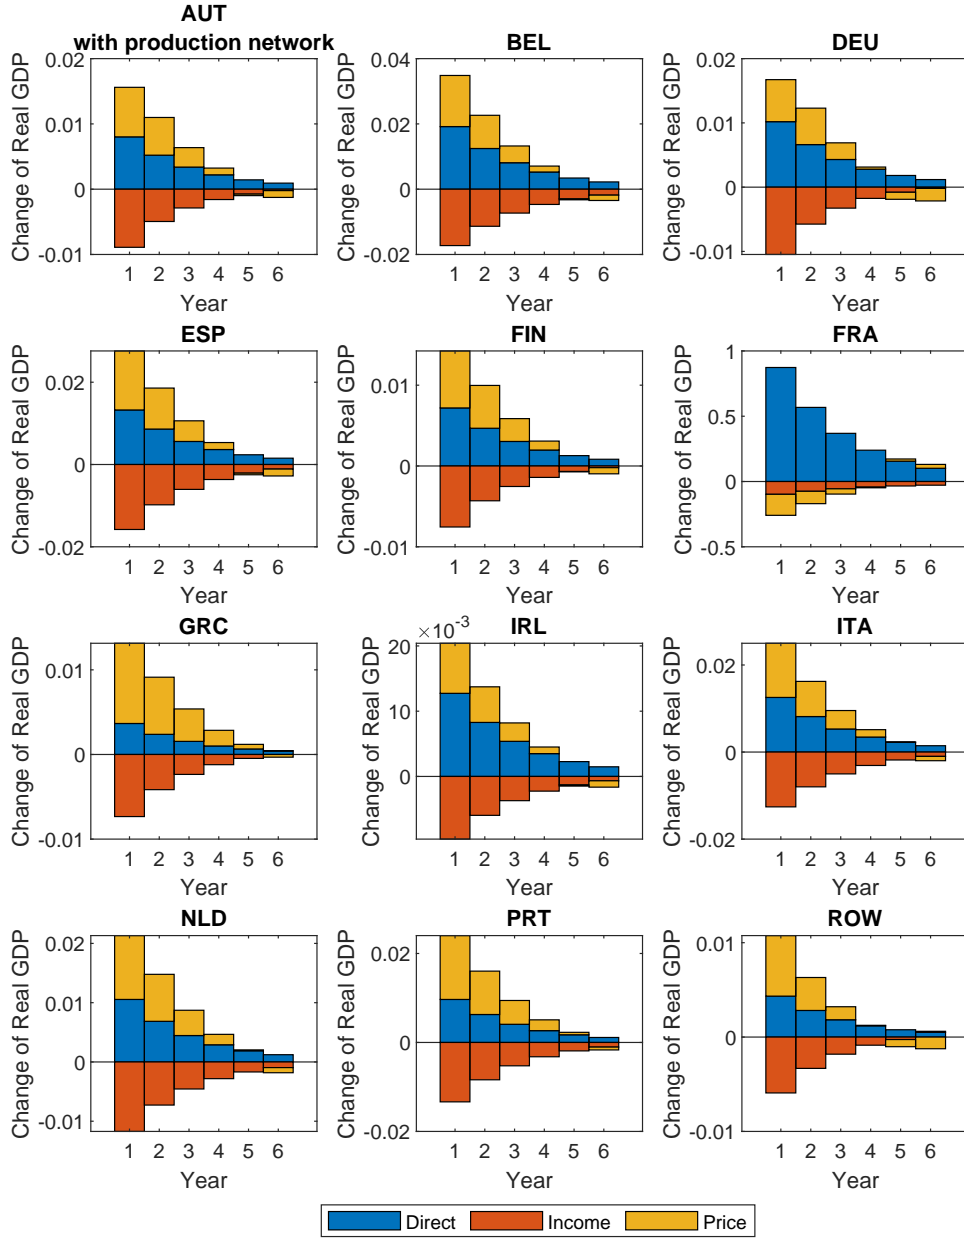 AUT
with production network
BEL
DEU
0.02
0.01
0
-0.01
Change of Real GDP
1 2 3 4 5 6
Year
0.04
0.02
0
-0.02
Change of Real GDP
1 2 3 4 5 6
Year
0.02
0.01
0
-0.01
Change of Real GDP
1 2 3 4 5 6
Year
ESP
FIN
FRA
0.02
0
-0.02
Change of Real GDP
1 2 3 4 5 6
Year
0.01
0
-0.01
Change of Real GDP
1 2 3 4 5 6
Year
1
0.5
0
-0.5
Change of Real GDP
1 2 3 4 5 6
Year
GRC
IRL
ITA
0.01
0
-0.01
Change of Real GDP
1 2 3 4 5 6
Year
×10⁻³
20
10
0
Change of Real GDP
1 2 3 4 5 6
Year
0.02
0
-0.02
Change of Real GDP
1 2 3 4 5 6
Year
NLD
PRT
ROW
0.02
0.01
0
-0.01
Change of Real GDP
1 2 3 4 5 6
Year
0.02
0
-0.02
Change of Real GDP
1 2 3 4 5 6
Year
0.01
0
-0.01
Change of Real GDP
1 2 3 4 5 6
Year
Direct Income Price